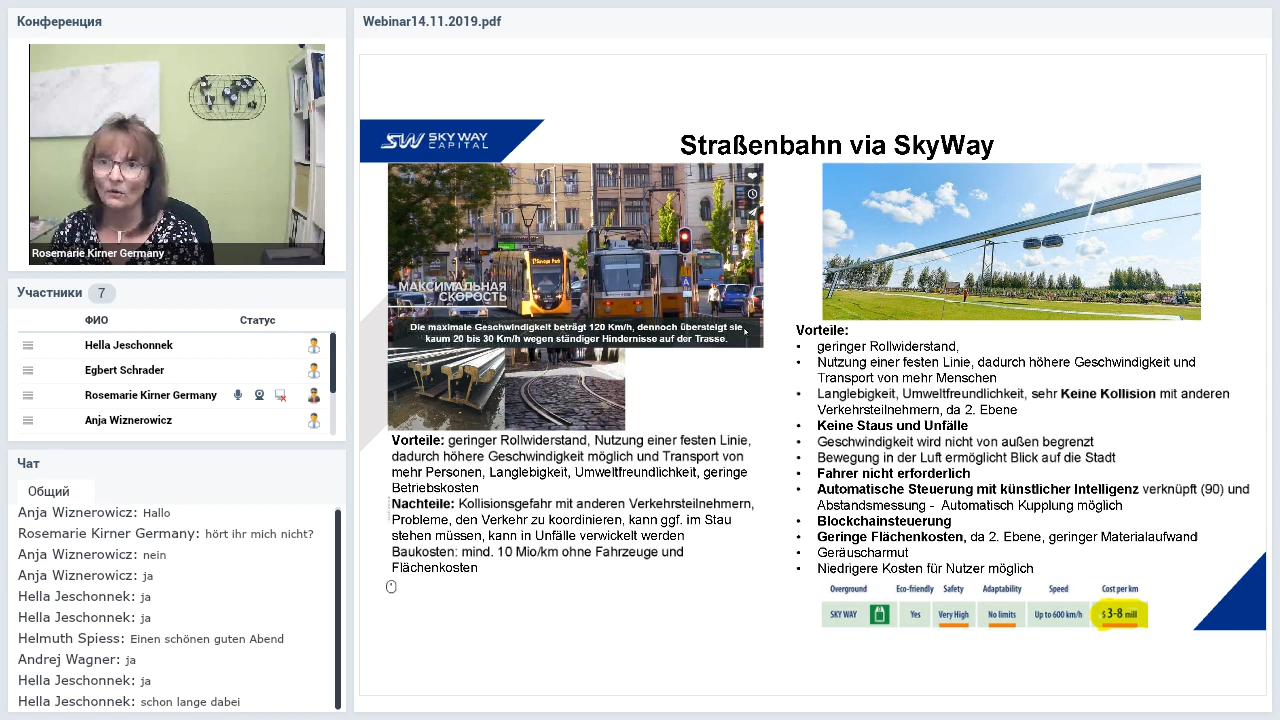 Конференция
Rosemarie Kirner Germany
Участники 7
ФИО Статус
Hella Jeschonnek
Egbert Schrader
Rosemarie Kirner Germany
Anja Wiznerowicz
Чат
Общий
Anja Wiznerowicz: Hallo
Rosemarie Kirner Germany: hört ihr mich nicht?
Anja Wiznerowicz: nein
Anja Wiznerowicz: ja
Hella Jeschonnek: ja
Hella Jeschonnek: ja
Helmuth Spiess: Einen schönen guten Abend
Andrej Wagner: ja
Hella Jeschonnek: ja
Hella Jeschonnek: schon lange dabei
Webinar14.11.2019.pdf
SW SKY WAY
CAPITAL
Straßenbahn via SkyWay
МАКСИМАЛЬНАЯ
СКОРОСТЬ
Die maximale Geschwindigkeit beträgt 120 Km/h, dennoch übersteigt sie
kaum 20 bis 30 Km/h wegen ständiger Hindernisse auf der Trasse.
Vorteile: geringer Rollwiderstand, Nutzung einer festen Linie,
dadurch höhere Geschwindigkeit möglich und Transport von
mehr Personen, Langlebigkeit, Umweltfreundlichkeit, geringe
Betriebskosten
Nachteile: Kollisionsgefahr mit anderen Verkehrsteilnehmern,
Probleme, den Verkehr zu koordinieren, kann ggf. im Stau
stehen müssen, kann in Unfälle verwickelt werden
Baukosten: mind. 10 Mio/km ohne Fahrzeuge und
Flächenkosten
Vorteile:
• geringer Rollwiderstand,
• Nutzung einer festen Linie, dadurch höhere Geschwindigkeit und
Transport von mehr Menschen
• Langlebigkeit, Umweltfreundlichkeit, sehr Keine Kollision mit anderen
Verkehrsteilnehmern, da 2. Ebene
• Keine Staus und Unfälle
• Geschwindigkeit wird nicht von außen begrenzt
• Bewegung in der Luft ermöglicht Blick auf die Stadt
• Fahrer nicht erforderlich
• Automatische Steuerung mit künstlicher Intelligenz verknüpft (90) und
Abstandsmessung - Automatisch Kupplung möglich
• Blockchainsteuerung
• Geringe Flächenkosten, da 2. Ebene, geringer Materialaufwand
• Geräuscharmut
• Niedrigere Kosten für Nutzer möglich
Overground Eco-friendly Safety Adaptability Speed Cost per km
SKY WAY Yes Very High No limits Up to 600 km/h $ 3-8 mill